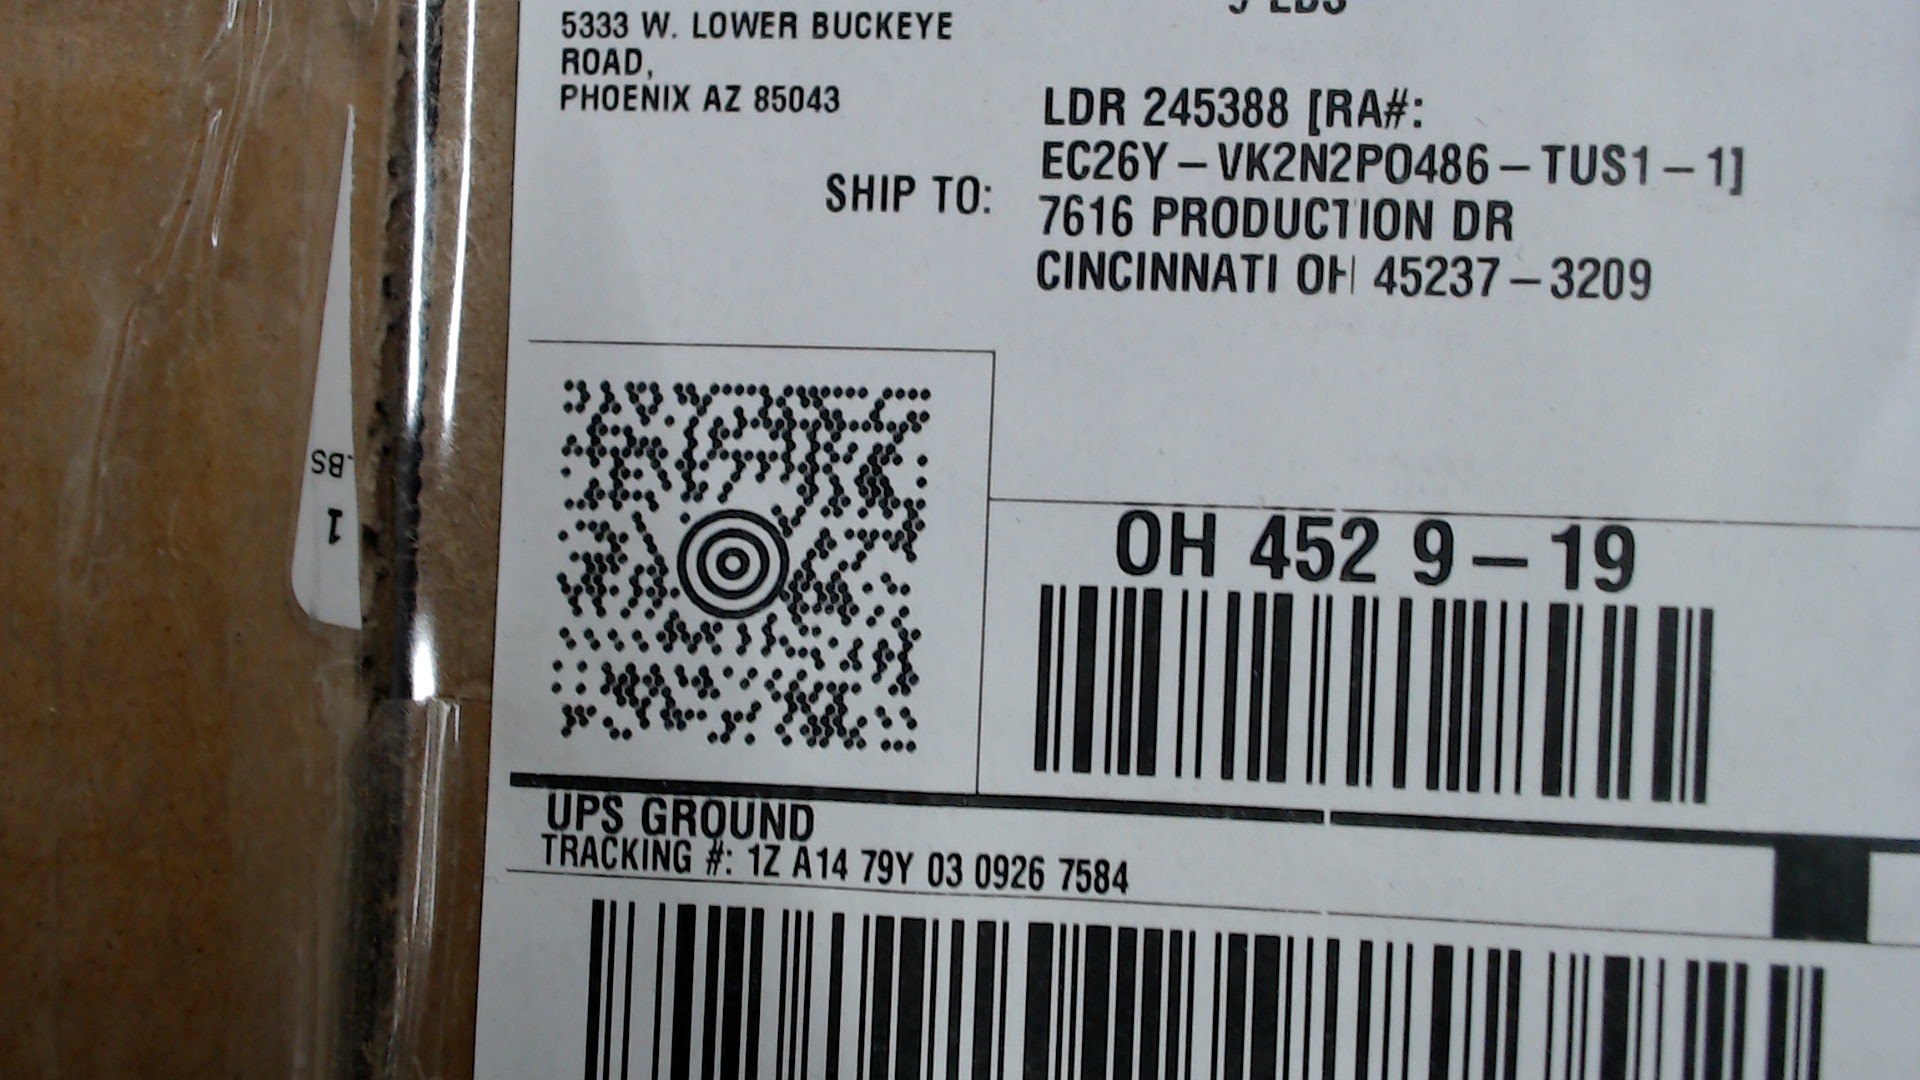 LBS
5333 W. LOWER BUCKEYE
ROAD,
PHOENIX AZ 85043
SHIP TO:
LDR 245388 [RA#:
EC26Y – VK2N2PO486 – TUS1 – 1]
7616 PRODUCTION DR
CINCINNATI OH 45237 – 3209
OH 452 9 – 19
UPS GROUND
TRACKING #: 1Z A14 79Y 03 0926 7584
1